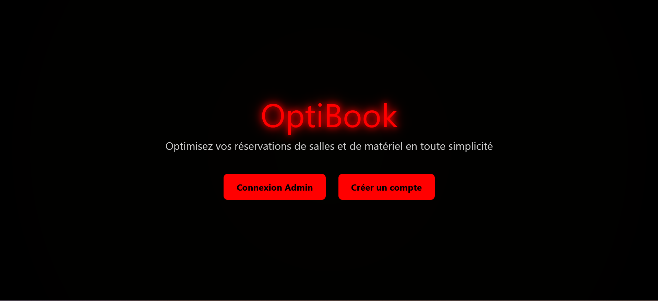 OptiBook
Optimisez vos réservations de salles et de matériel en toute simplicité
Connexion Admin
Créer un compte